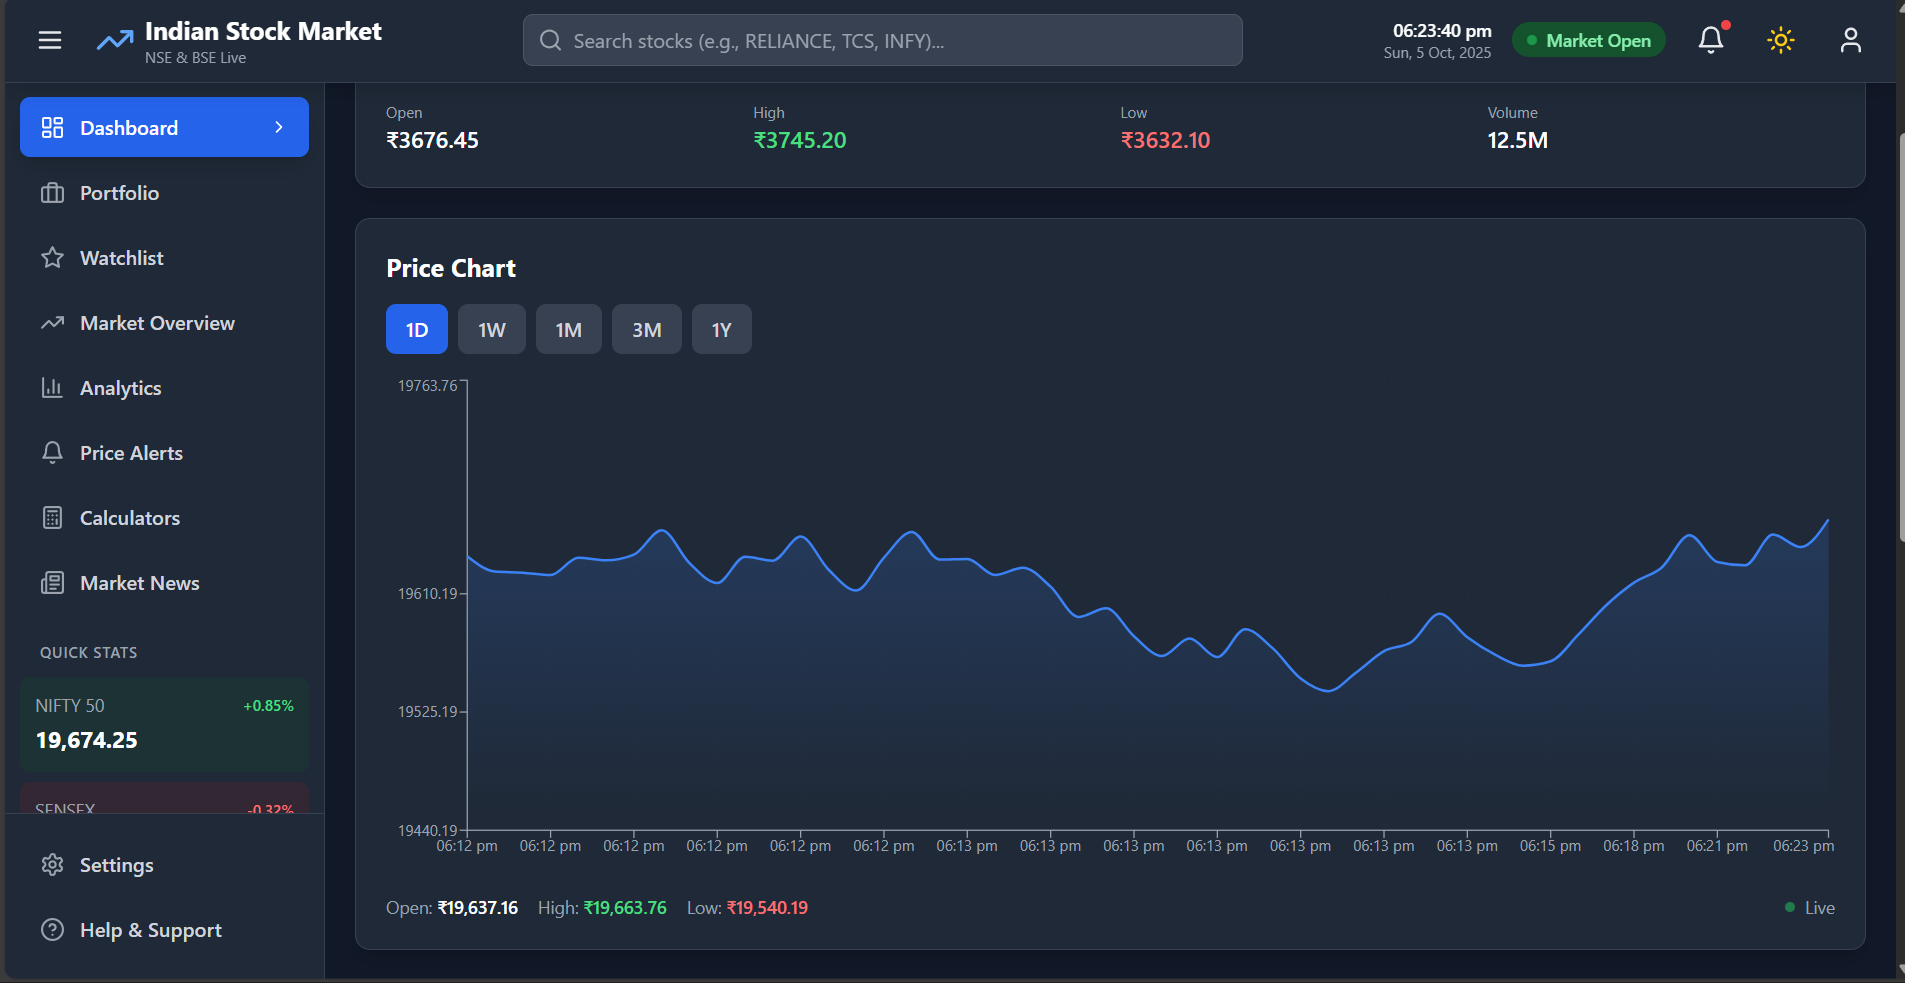 Indian Stock Market
NSE & BSE Live
Search stocks (e.g., RELIANCE, TCS, INFY)...
06:23:40 pm
Sun, 5 Oct, 2025
Market Open
Dashboard
Portfolio
Watchlist
Market Overview
Analytics
Price Alerts
Calculators
Market News
QUICK STATS
NIFTY 50 +0.85%
19,674.25
SENSEX -0.32%
Settings
Help & Support
Open High Low Volume
₹3676.45 ₹3745.20 ₹3632.10 12.5M
Price Chart
1D 1W 1M 3M 1Y
19763.76
19610.19
19525.19
19440.19
06:12 pm 06:12 pm 06:12 pm 06:12 pm 06:12 pm 06:12 pm 06:13 pm 06:13 pm 06:13 pm 06:13 pm 06:13 pm 06:13 pm 06:13 pm 06:15 pm 06:18 pm 06:21 pm 06:23 pm
Open: ₹19,637.16 High: ₹19,663.76 Low: ₹19,540.19 Live